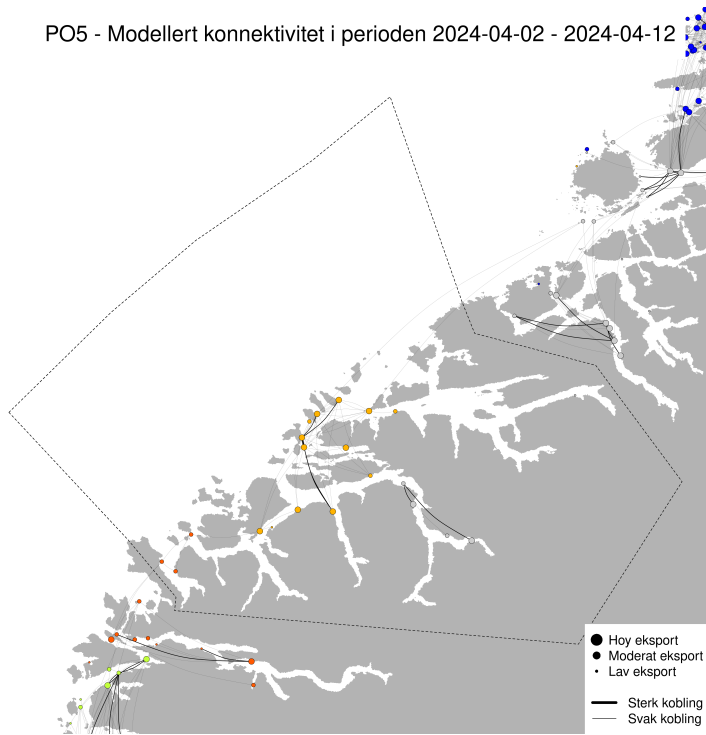 PO5 - Modellert konnektivitet i perioden 2024-04-02 - 2024-04-12
Hoy eksport
Moderat eksport
Lav eksport
Sterk kobling
Svak kobling